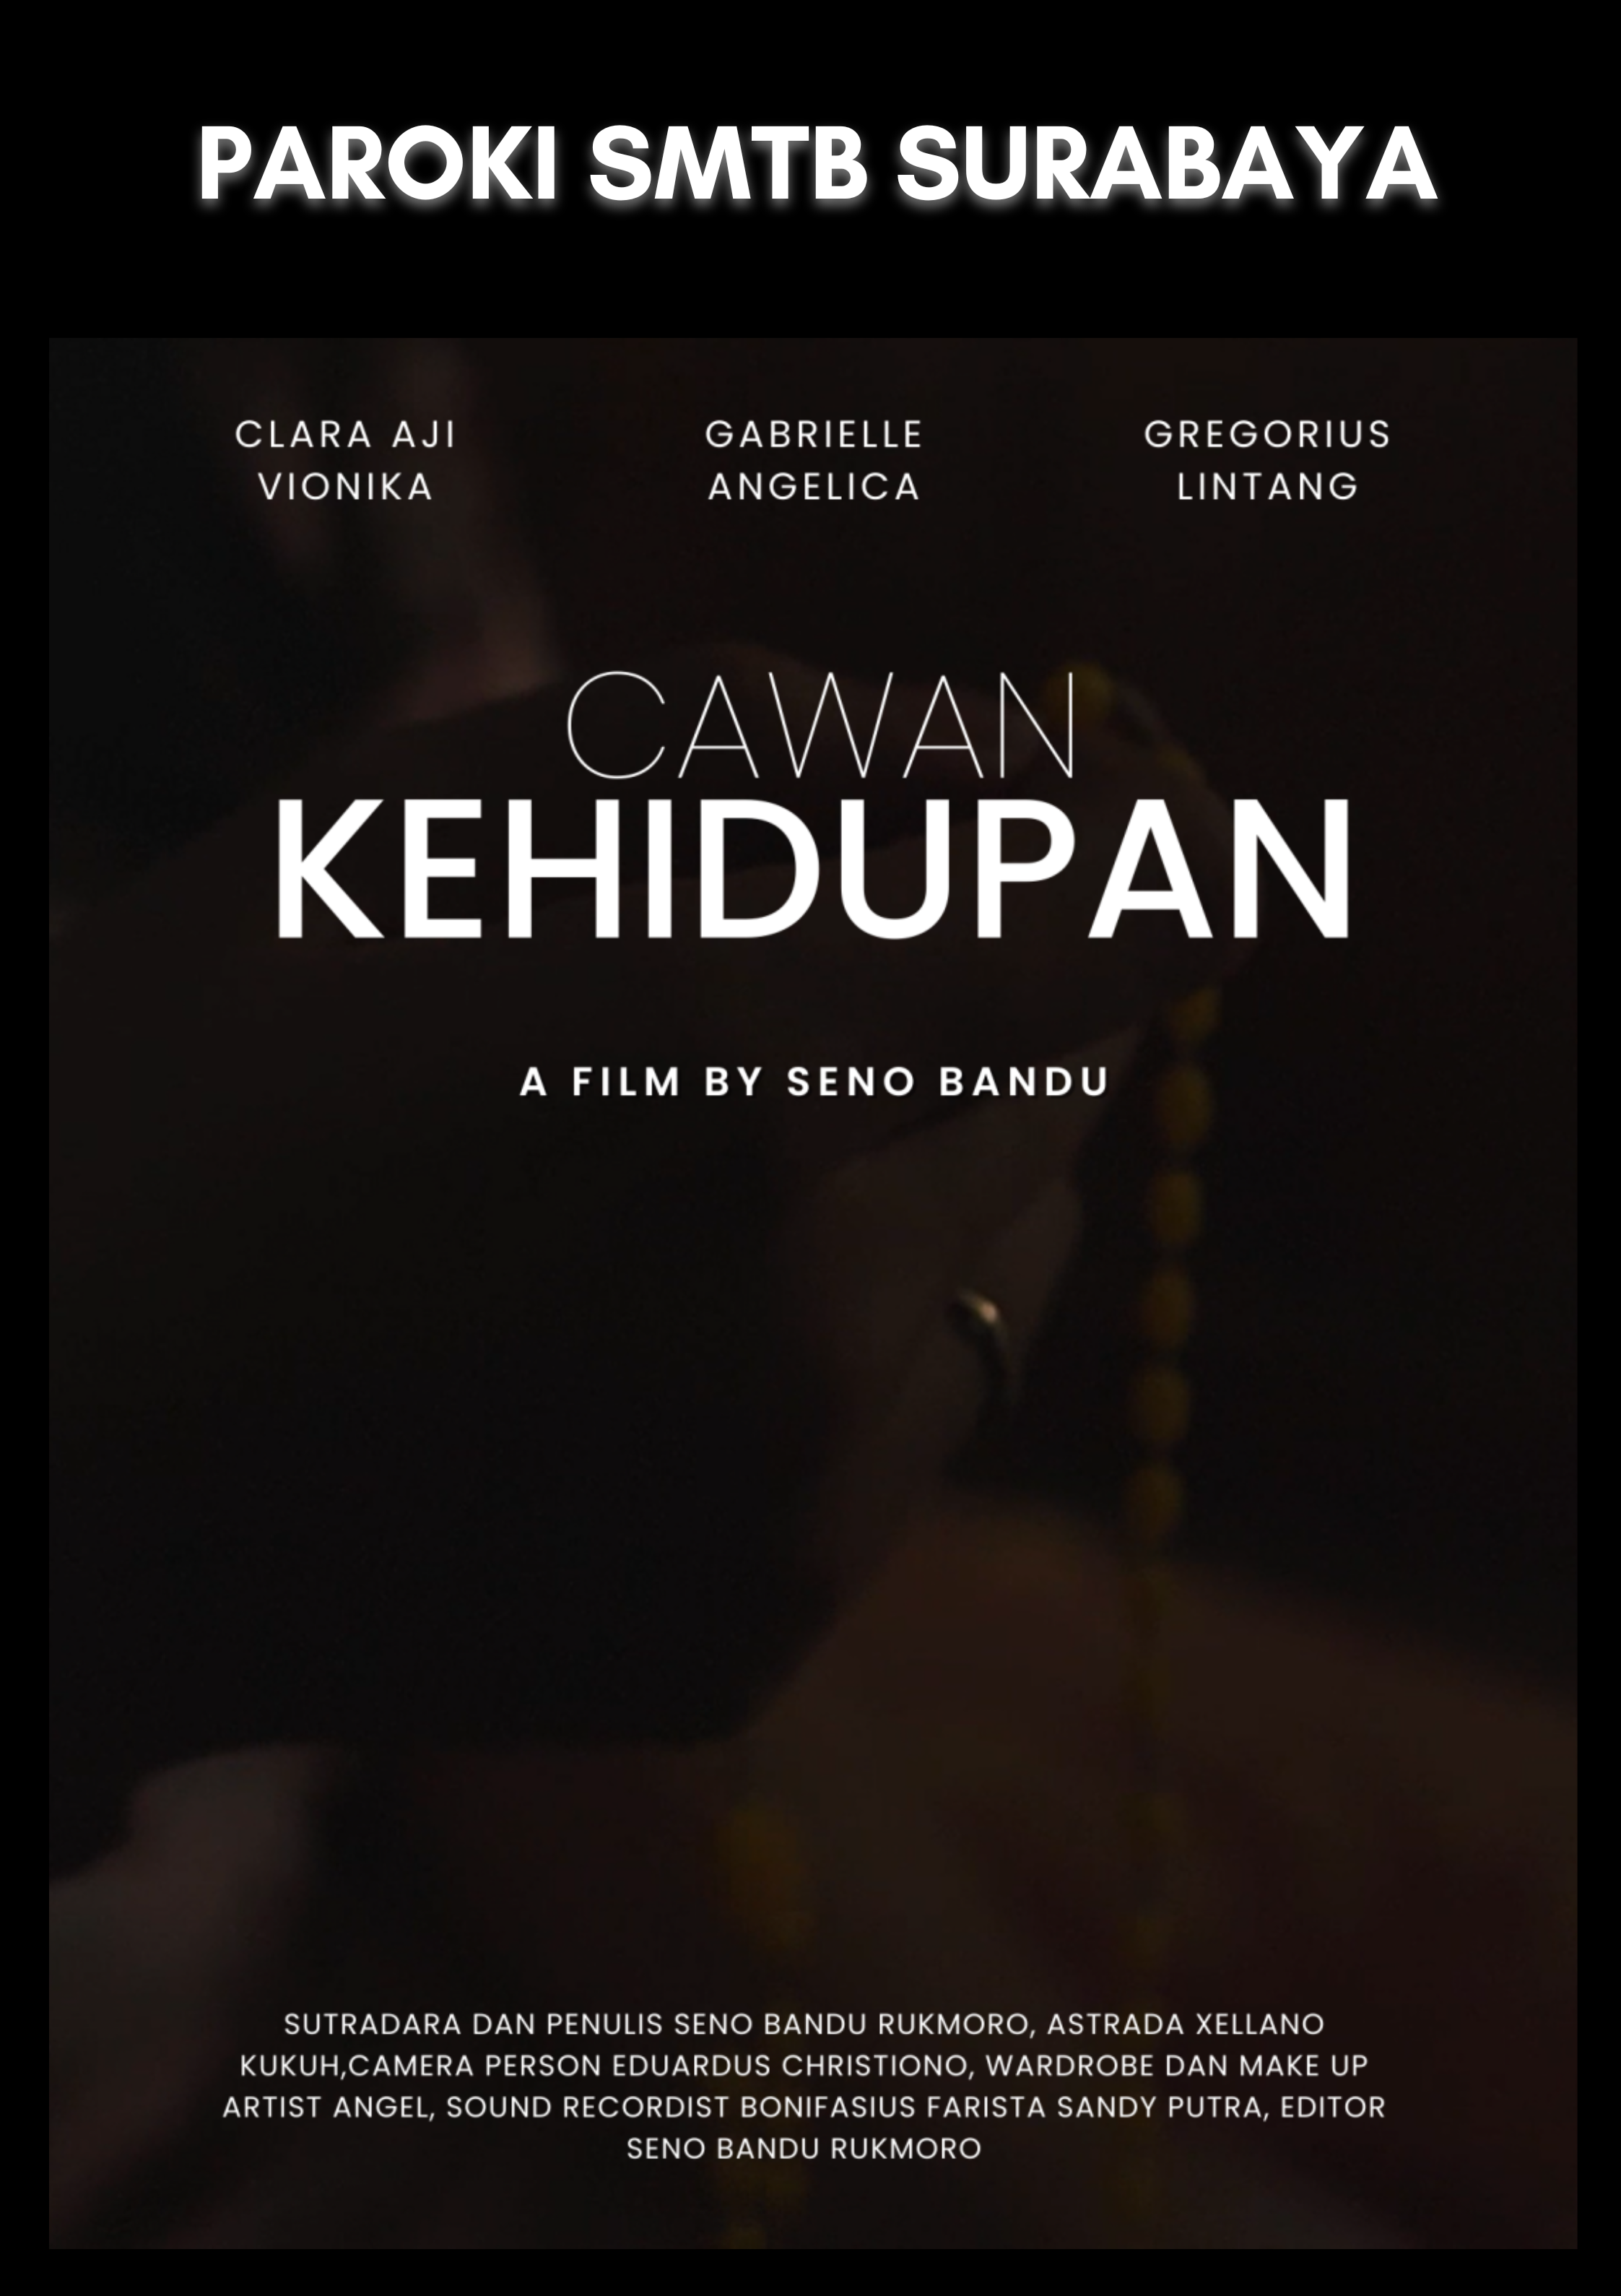 PAROKI SMTB SURABAYA
CLARA AJI
VIONIKA
GABRIELLE
ANGELICA
GREGORIUS
LINTANG
CAWAN
KEHIDUPAN
A FILM BY SENO BANDU
SUTRADARA DAN PENULIS SENO BANDU RUKMORO, ASTRADA XELLANO
KUKUH,CAMERA PERSON EDUARDUS CHRISTIONO, WARDROBE DAN MAKE UP
ARTIST ANGEL, SOUND RECORDIST BONIFASIUS FARISTA SANDY PUTRA, EDITOR
SENO BANDU RUKMORO